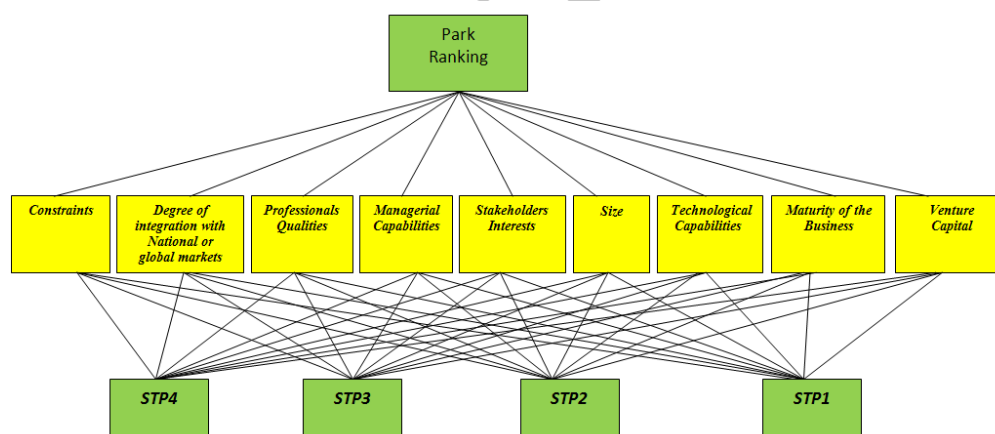 Park
Ranking
Constraints
Degree of
integration with
National or
global markets
Professionals
Qualities
Managerial
Capabilities
Stakeholders
Interests
Size
Technological
Capabilities
Maturity of the
Business
Venture
Capital
STP4
STP3
STP2
STP1